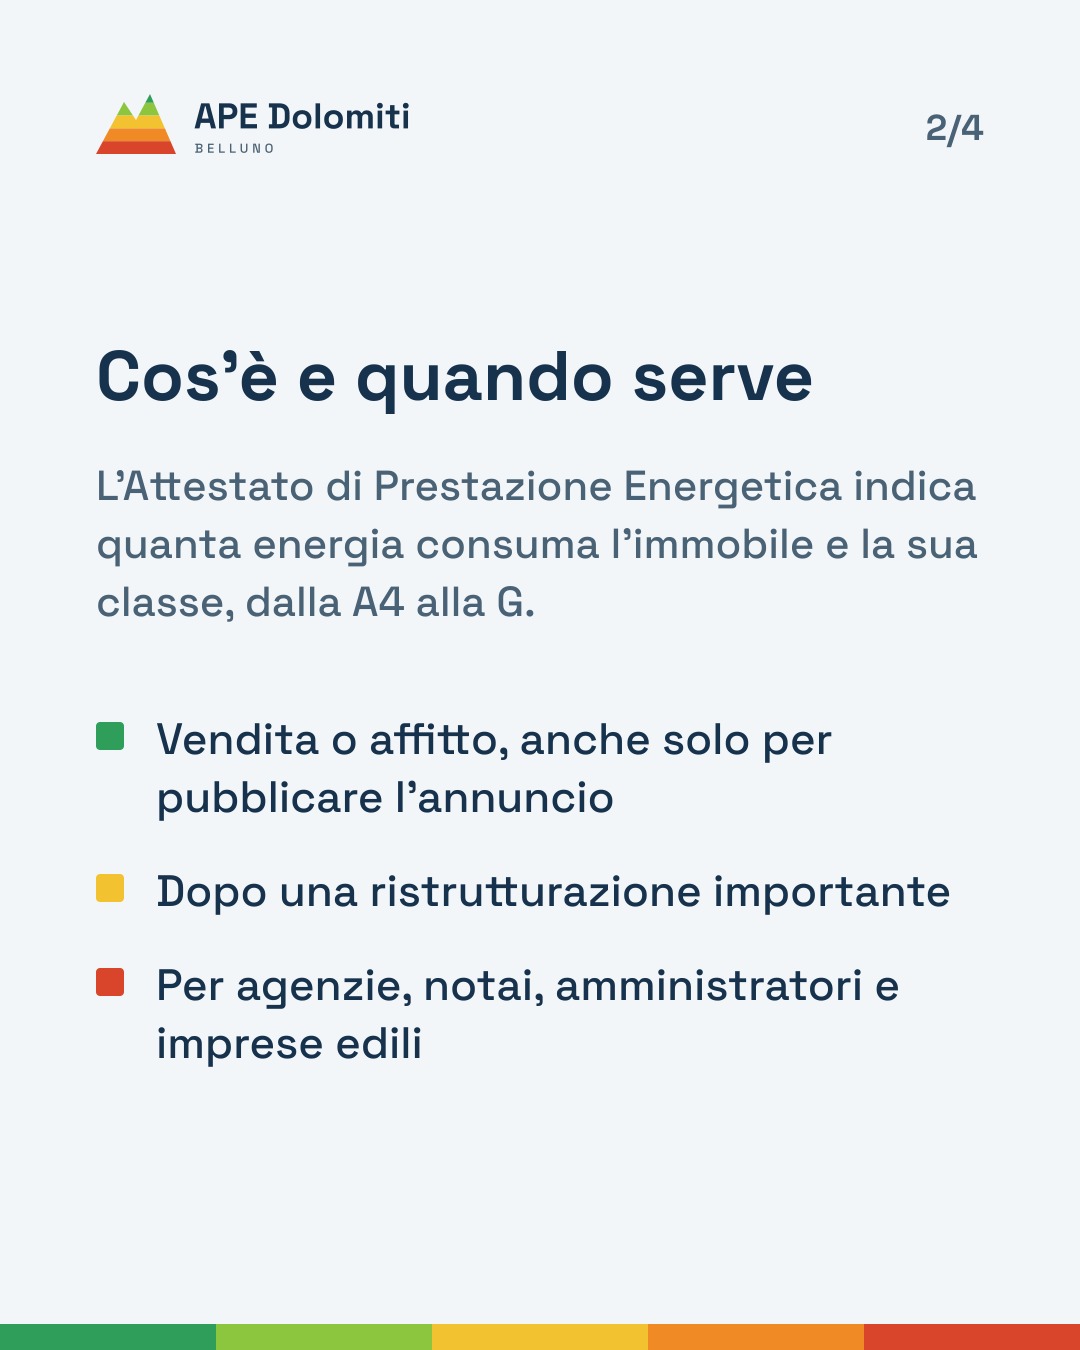 APE Dolomiti
BELLUNO
2/4
Cos’è e quando serve
L’Attestato di Prestazione Energetica indica
quanta energia consuma l’immobile e la sua
classe, dalla A4 alla G.
Vendita o affitto, anche solo per
pubblicare l’annuncio
Dopo una ristrutturazione importante
Per agenzie, notai, amministratori e
imprese edili